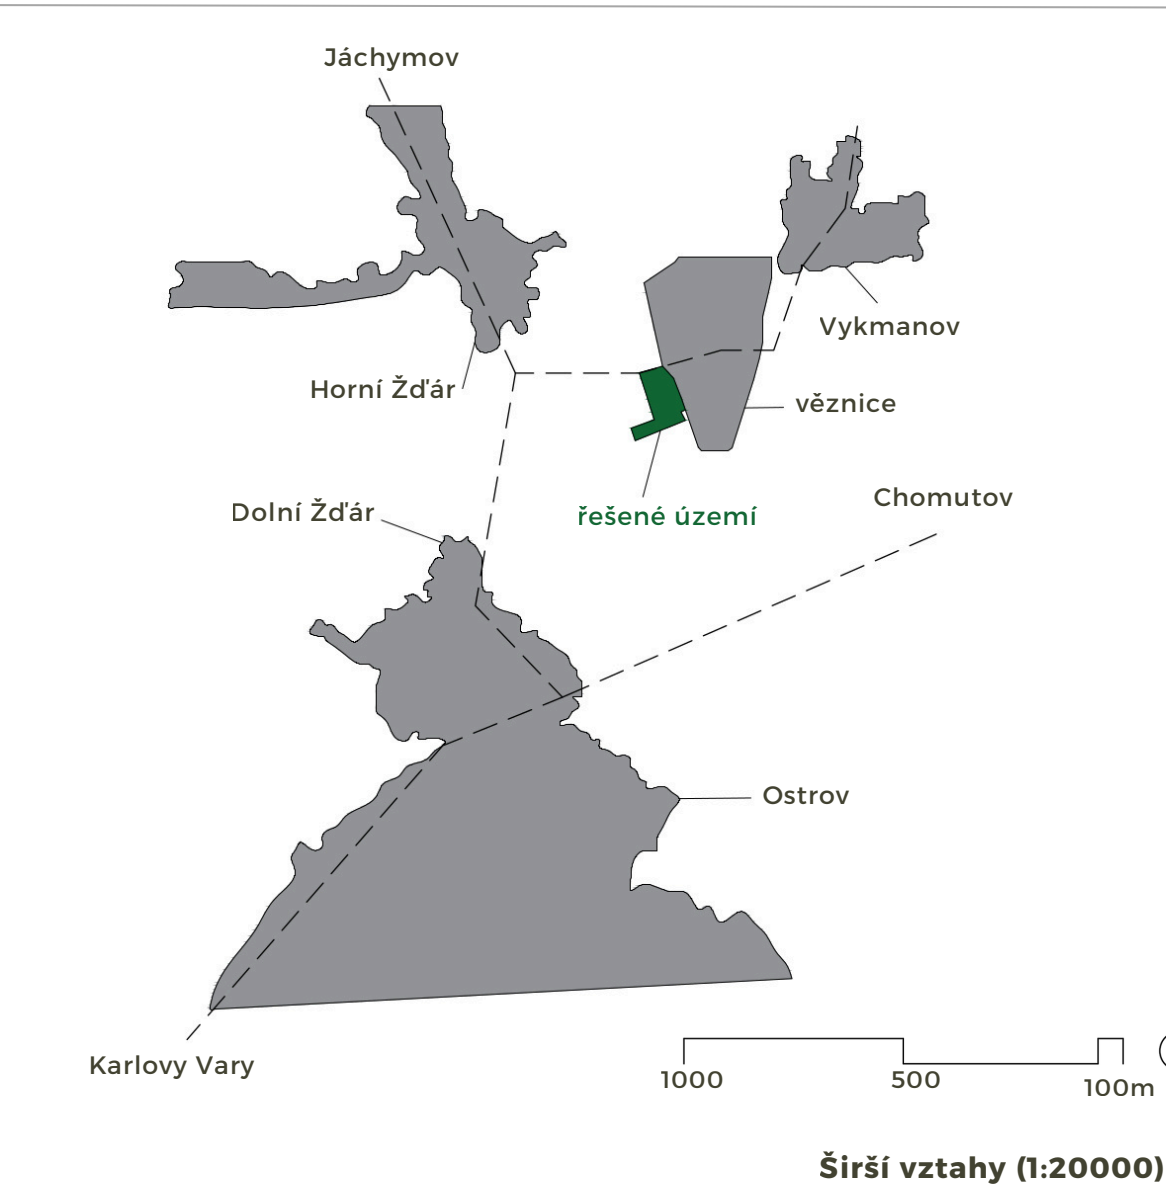 Jáchymov
Vykmanov
Horní Žďár
věznice
Chomutov
Dolní Žďár
řešené území
Ostrov
Karlovy Vary
1000
500
100m
Širší vztahy (1:20000)